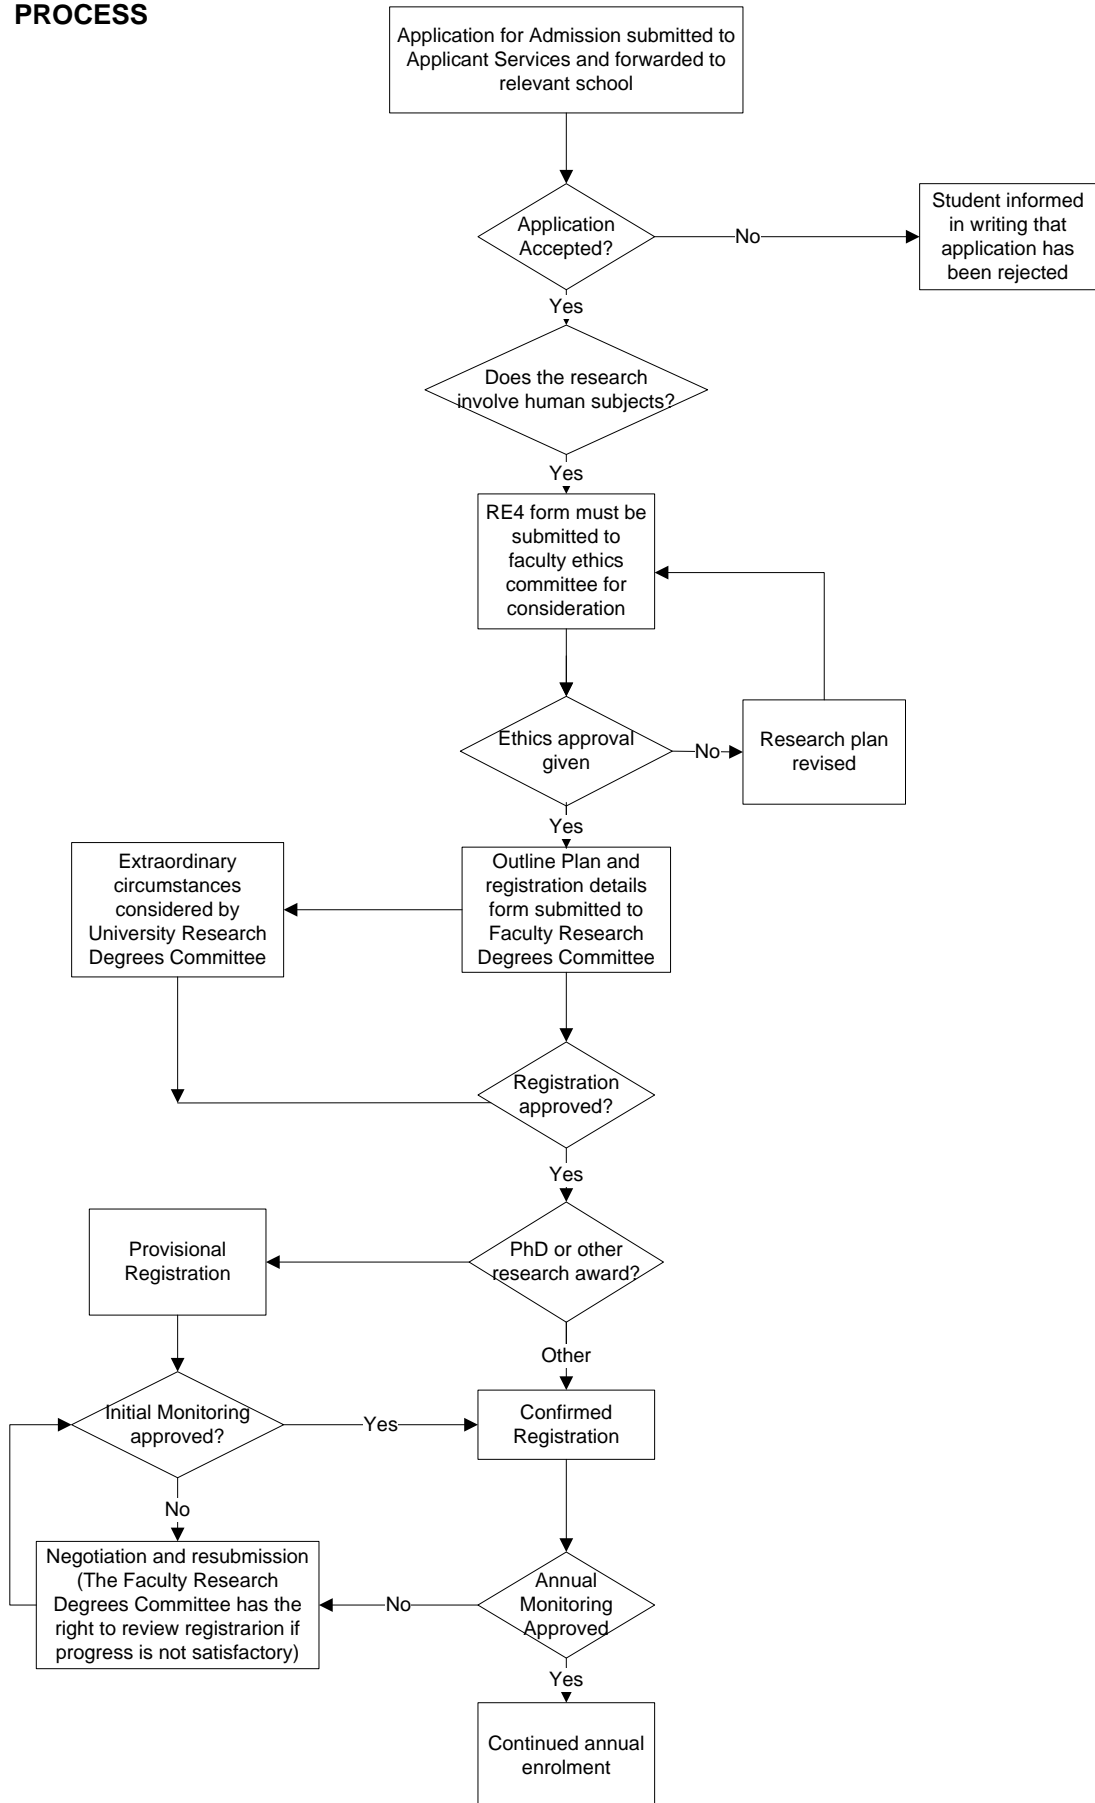 PROCESS
Application for Admission submitted to
Applicant Services and forwarded to
relevant school
Application
Accepted?
No
Student informed
in writing that
application has
been rejected
Yes
Does the research
involve human subjects?
Yes
RE4 form must be
submitted to
faculty ethics
committee for
consideration
Ethics approval
given
No
Research plan
revised
Yes
Extraordinary
circumstances
considered by
University Research
Degrees Committee
Outline Plan and
registration details
form submitted to
Faculty Research
Degrees Committee
Registration
approved?
Yes
Provisional
Registration
PhD or other
research award?
Other
Initial Monitoring
approved?
Yes
Confirmed
Registration
No
Negotiation and resubmission
(The Faculty Research
Degrees Committee has the
right to review registrarion if
progress is not satisfactory)
No
Annual
Monitoring
Approved
Yes
Continued annual
enrolment